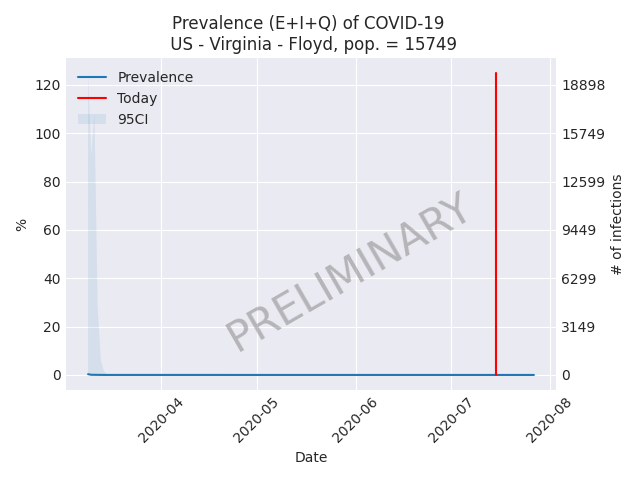 Prevalence (E+I+Q) of COVID-19
US - Virginia - Floyd, pop. = 15749
Prevalence
Today
95CI
120
100
80
60
40
20
0
%
18898
15749
12599
9449
6299
3149
0
# of infections
PRELIMINARY
2020-04
2020-05
2020-06
2020-07
2020-08
Date